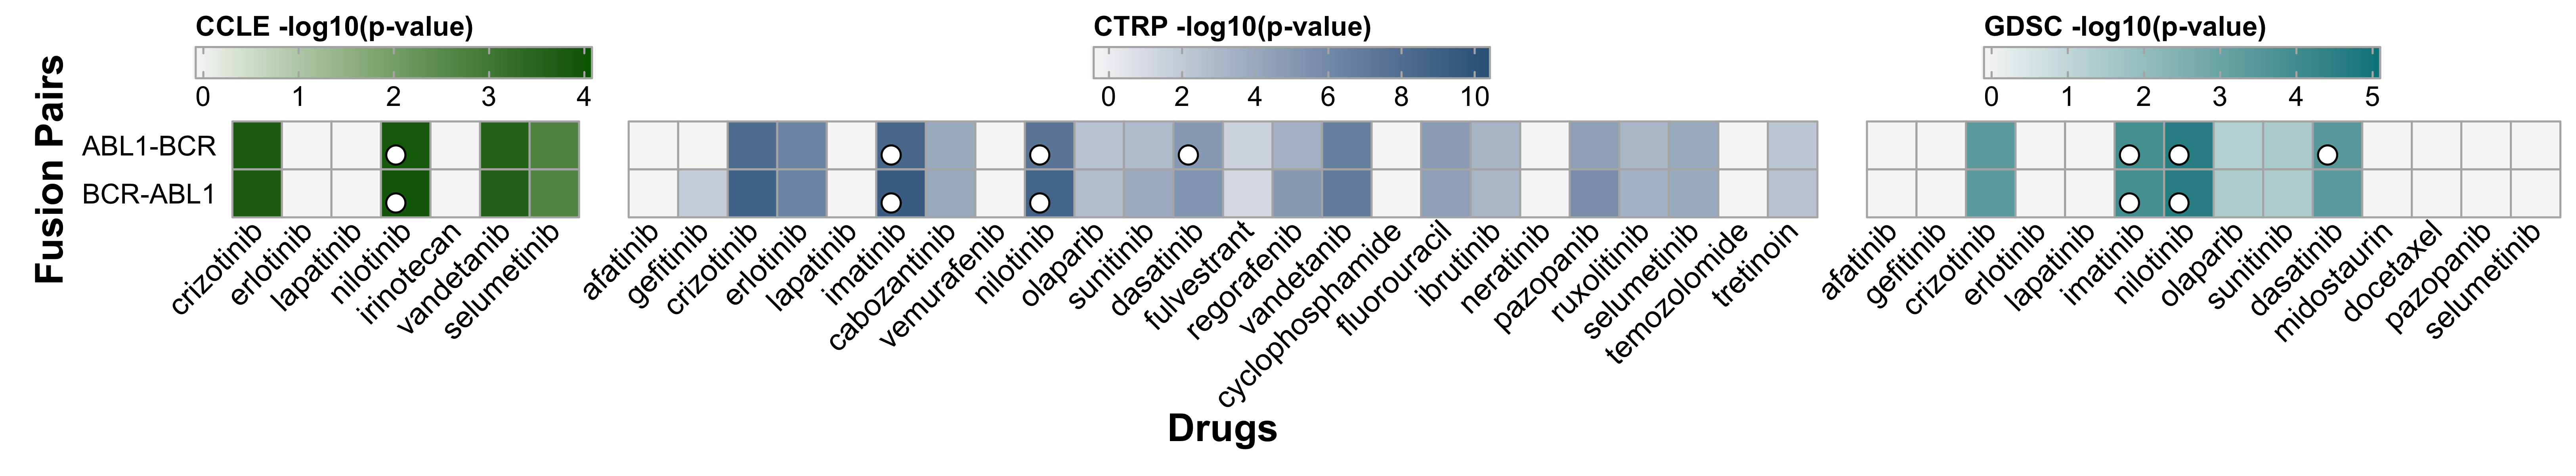 CCLE -log10(p-value)
0 1 2 3 4
CTRP -log10(p-value)
0 2 4 6 8 10
GDSC -log10(p-value)
0 1 2 3 4 5
Fusion Pairs
ABL1-BCR
BCR-ABL1
crizotinib
erlotinib
lapatinib
nilotinib
irinotecan
vandetanib
selumetinib
afatinib
gefitinib
crizotinib
erlotinib
lapatinib
imatinib
cabozantinib
vemurafenib
nilotinib
olaparib
sunitinib
dasatinib
fulvestrant
regorafenib
vandetanib
cyclophosphamide
fluorouracil
ibrutinib
neratinib
pazopanib
ruxolitinib
selumetinib
temozolomide
tretinoin
afatinib
gefitinib
crizotinib
erlotinib
lapatinib
imatinib
nilotinib
olaparib
sunitinib
dasatinib
midostaurin
docetaxel
pazopanib
selumetinib
Drugs